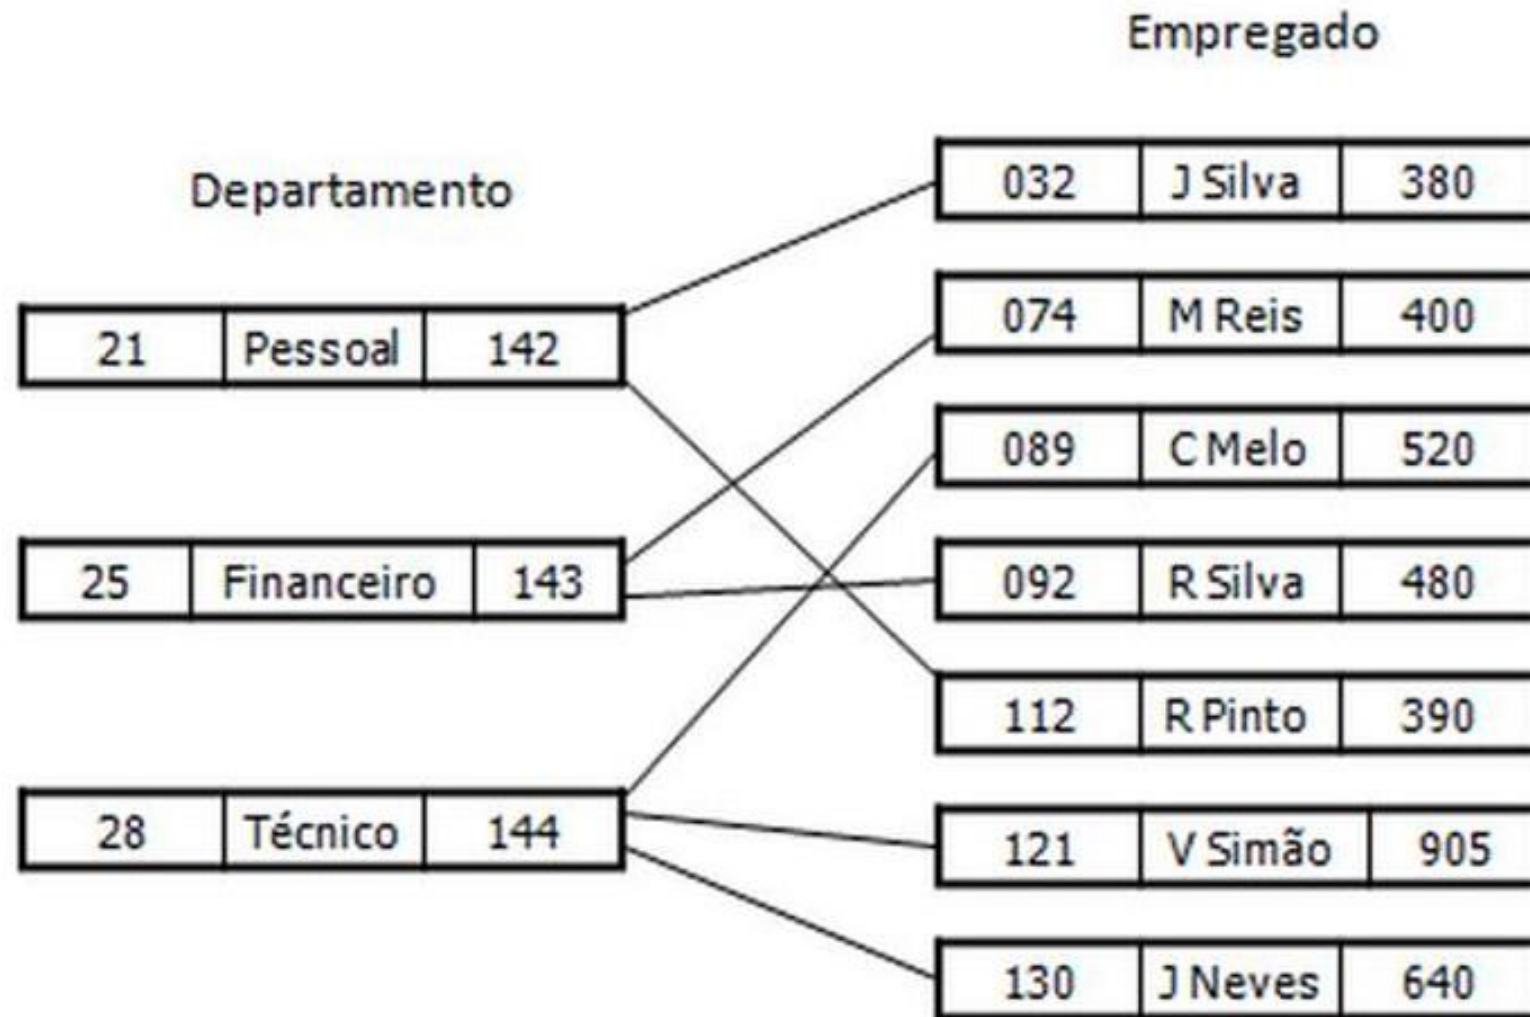 Empregado
Departamento
032 J Silva 380
074 M Reis 400
21 Pessoal 142
089 C Melo 520
25 Financeiro 143
092 R Silva 480
112 R Pinto 390
28 Técnico 144
121 V Simão 905
130 J Neves 640